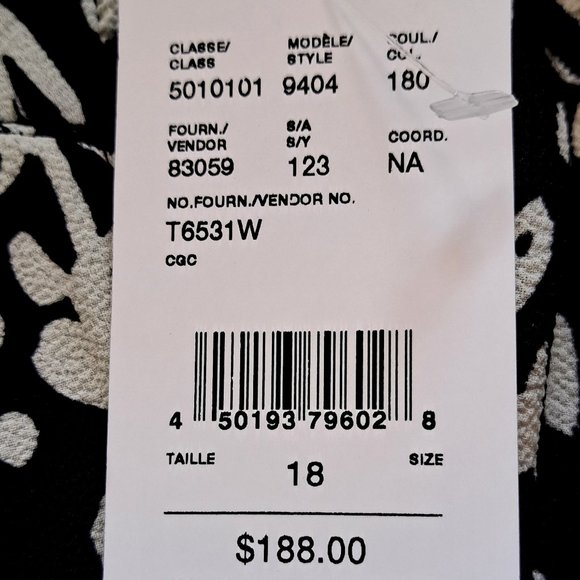 CLASSE/ MODÈLE/ COUL./
CLASS STYLE COL.
5010101 9404 180
FOURN./ S/A
VENDOR S/Y COORD.
83059 123 NA
NO.FOURN./VENDOR NO.
T6531W
CGC
4 50193 79602 8
TAILLE 18 SIZE
$188.00